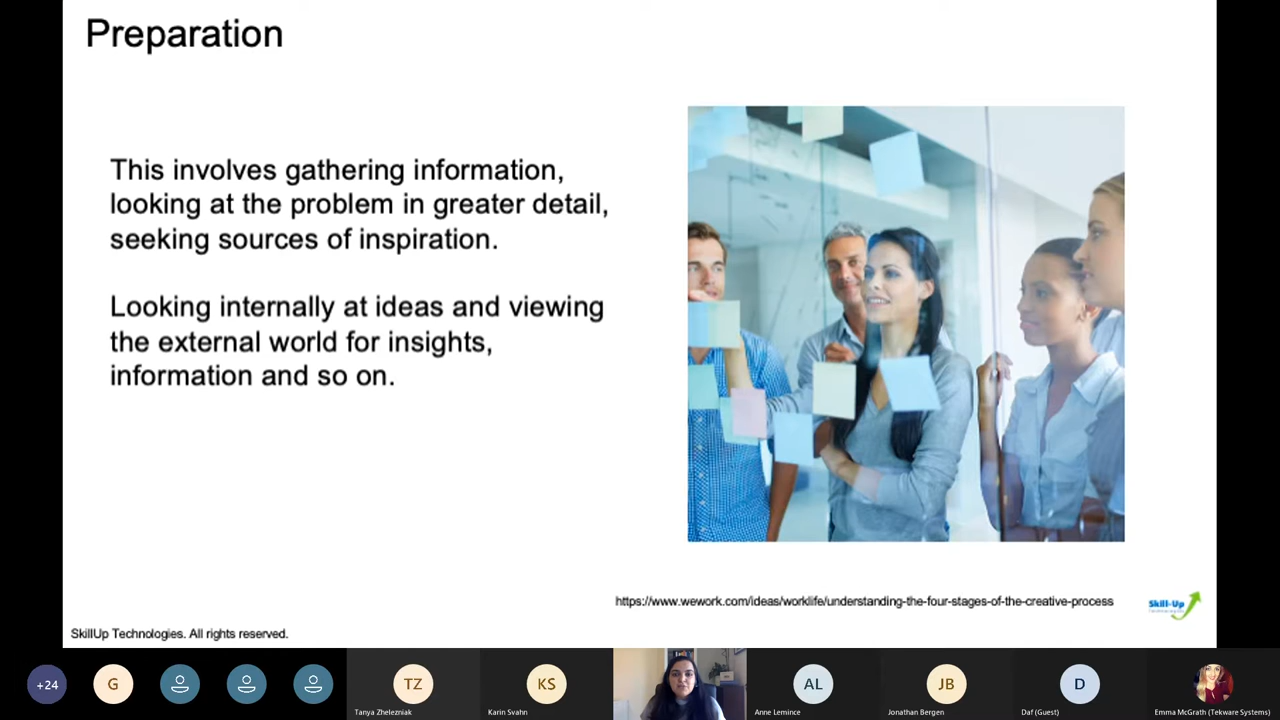 Preparation
This involves gathering information,
looking at the problem in greater detail,
seeking sources of inspiration.
Looking internally at ideas and viewing
the external world for insights,
information and so on.
https://www.wework.com/ideas/worklife/understanding-the-four-stages-of-the-creative-process
Skill-Up
SkillUp Technologies. All rights reserved.
+24
G
TZ
KS
AL
JB
D
Tanya Zhelezniak
Karin Svahn
Anne Lemince
Jonathan Bergen
Daf (Guest)
Emma McGrath (Tekware Systems)